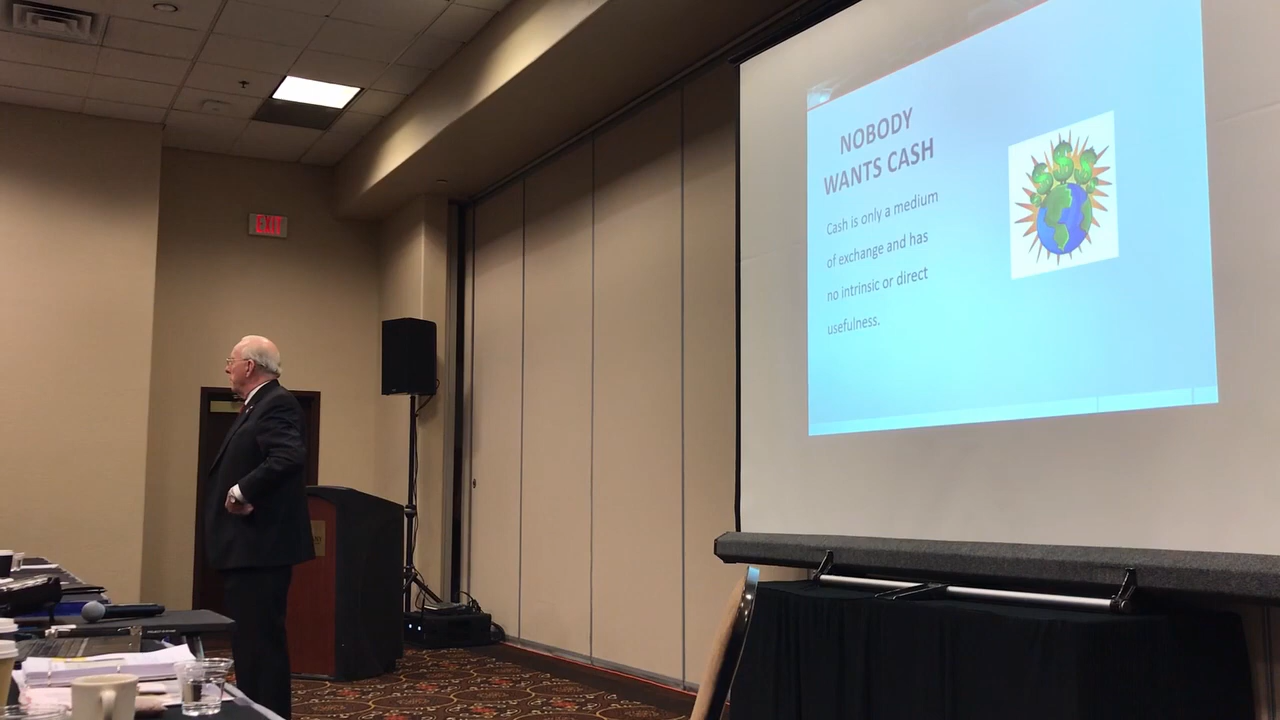 EXIT
NOBODY
WANTS CASH
Cash is only a medium
of exchange and has
no intrinsic or direct
usefulness.